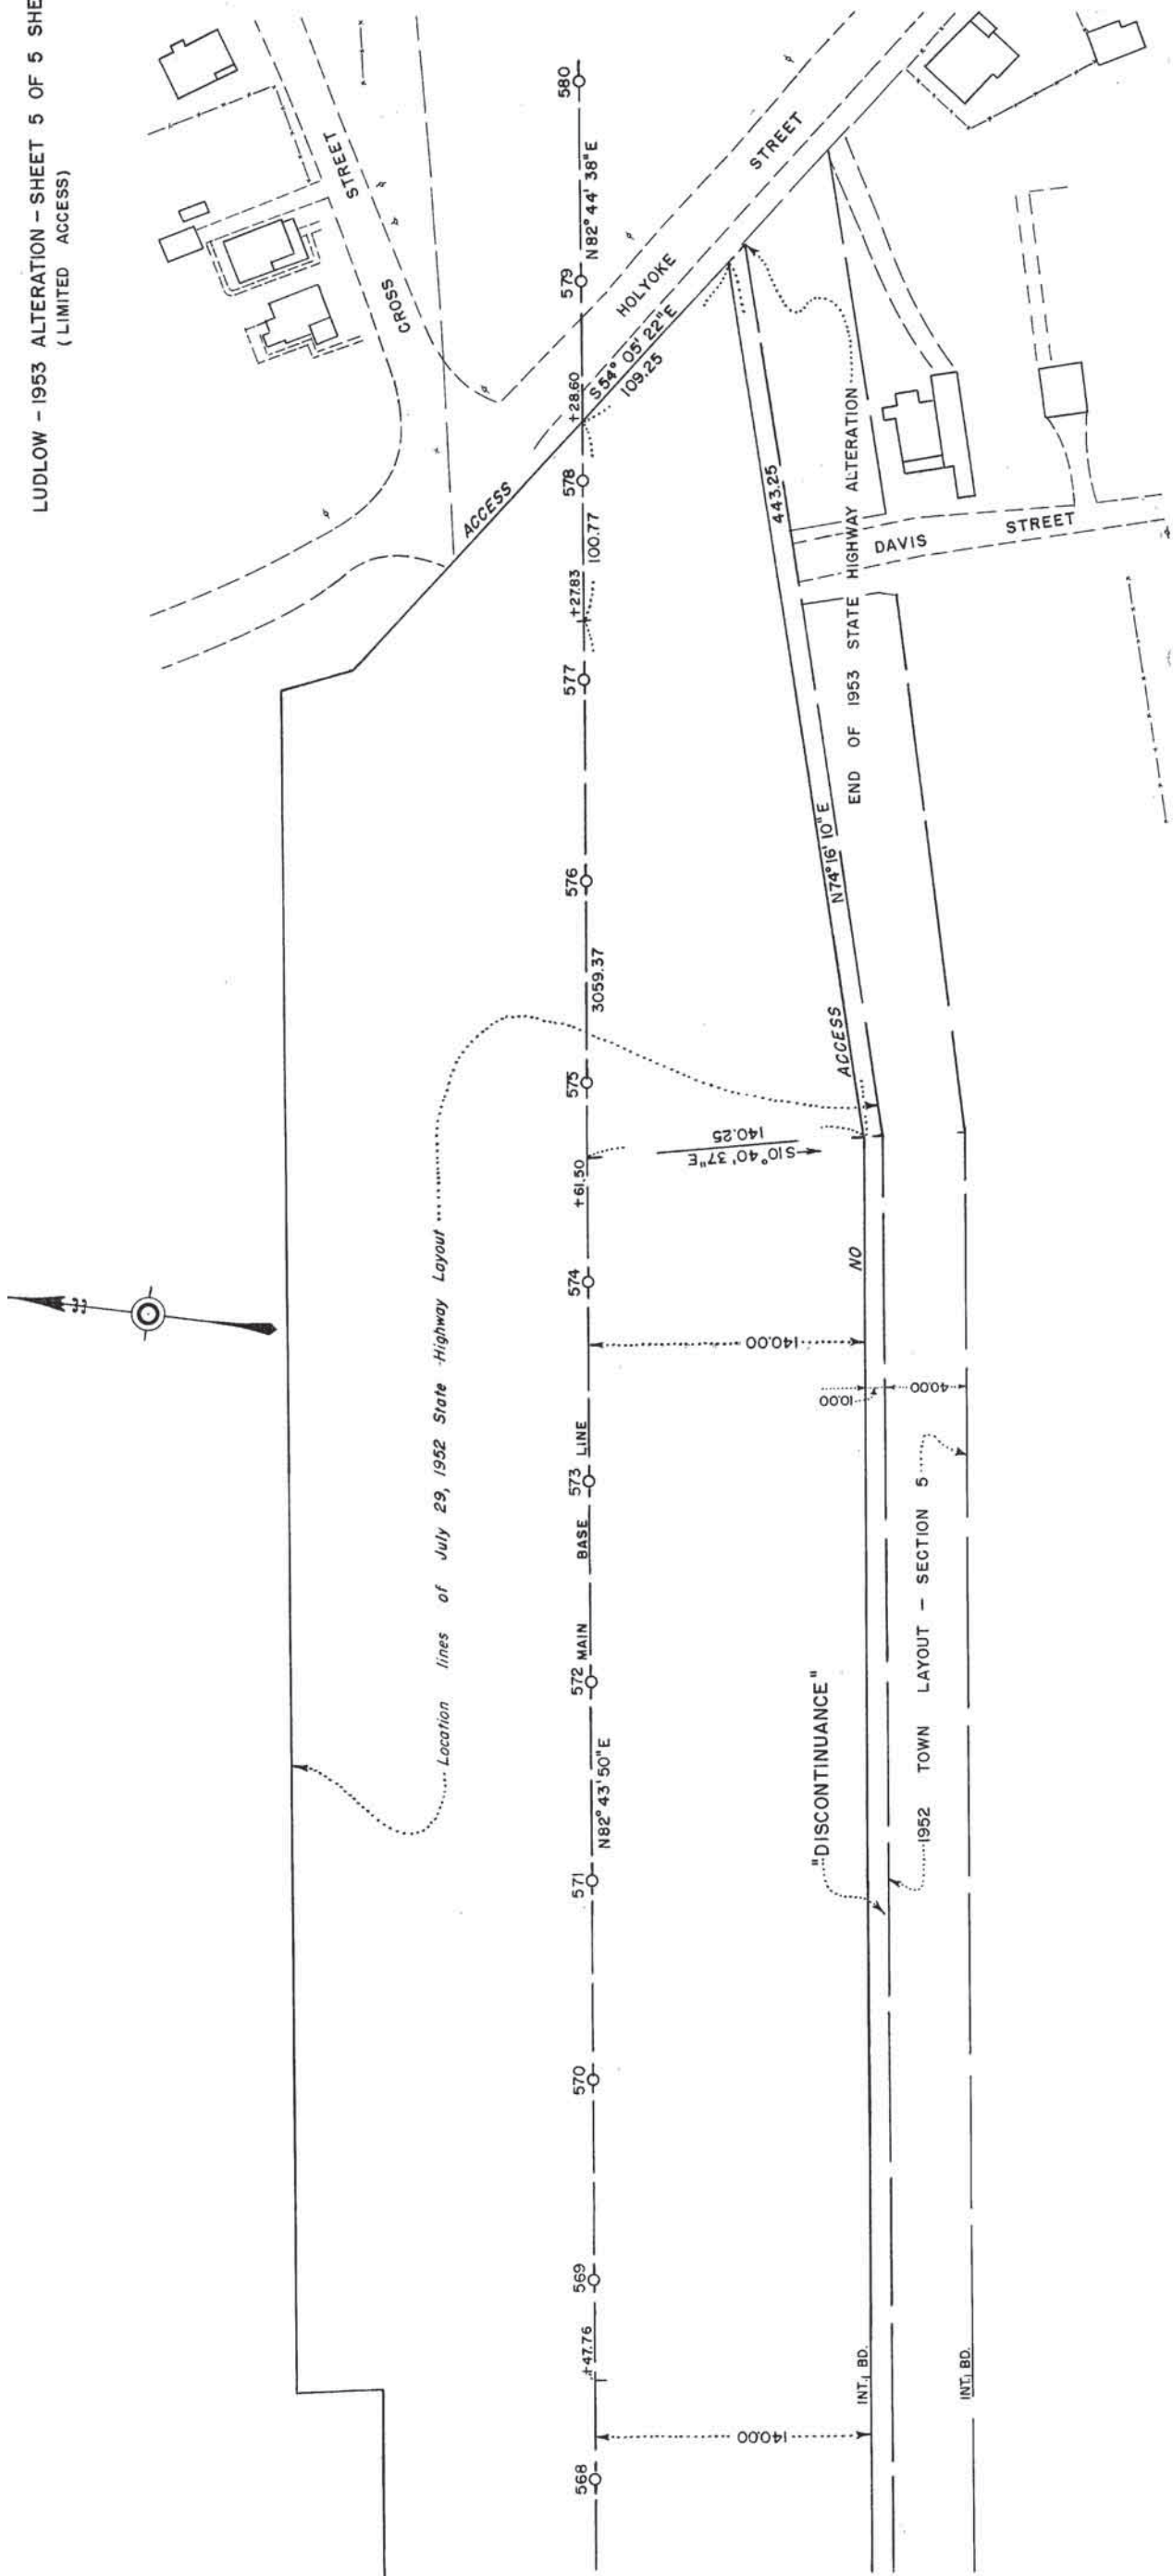 LUDLOW - 1953 ALTERATION - SHEET 5 OF 5 SHE
(LIMITED ACCESS)
STREET
CROSS
HOLYOKE
STREET
ACCESS
S54° 05' 22"E
109.25
580
N82° 44' 38"E
579
+28.60
578
100.77
+27.83
577
576
3059.37
575
+61.50
574
573
MAIN BASE LINE
572
N82° 43' 50"E
571
570
569
+47.76
568
Location lines of July 29, 1952 State Highway Layout
S10° 40' 37"E
140.25
140.00
140.00
10.00
40.00
NO
ACCESS
N74° 16' 10"E
443.25
END OF 1953 STATE HIGHWAY ALTERATION
DAVIS STREET
"DISCONTINUANCE"
1952 TOWN LAYOUT - SECTION 5
INT. BD.
INT. BD.